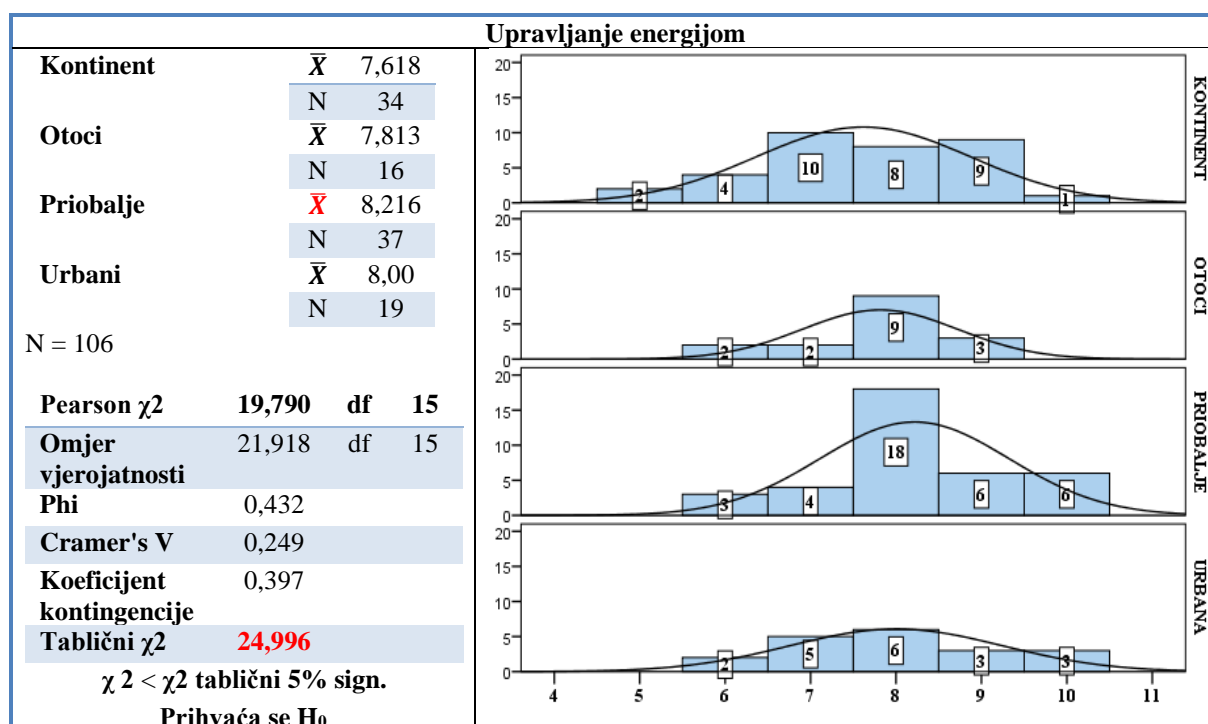 Upravljanje energijom
Kontinent X̄ 7,618
N 34
Otoci X̄ 7,813
N 16
Priobalje X̄ 8,216
N 37
Urbani X̄ 8,00
N 19
N = 106
Pearson χ2 19,790 df 15
Omjer 21,918 df 15
vjerojatnosti
Phi 0,432
Cramer's V 0,249
Koeficijent 0,397
kontingencije
Tablični χ2 24,996
χ 2 < χ2 tablični 5% sign.
Prihvaća se H₀
20
15
10
5
0
2 4 10 8 9 1
KONTINENT
20
15
10
5
0
2 2 9 3
OTOCI
20
15
10
5
0
3 4 18 6 6
PRIOBALJE
20
15
10
5
0
2 5 6 3 3
URBANA
4 5 6 7 8 9 10 11